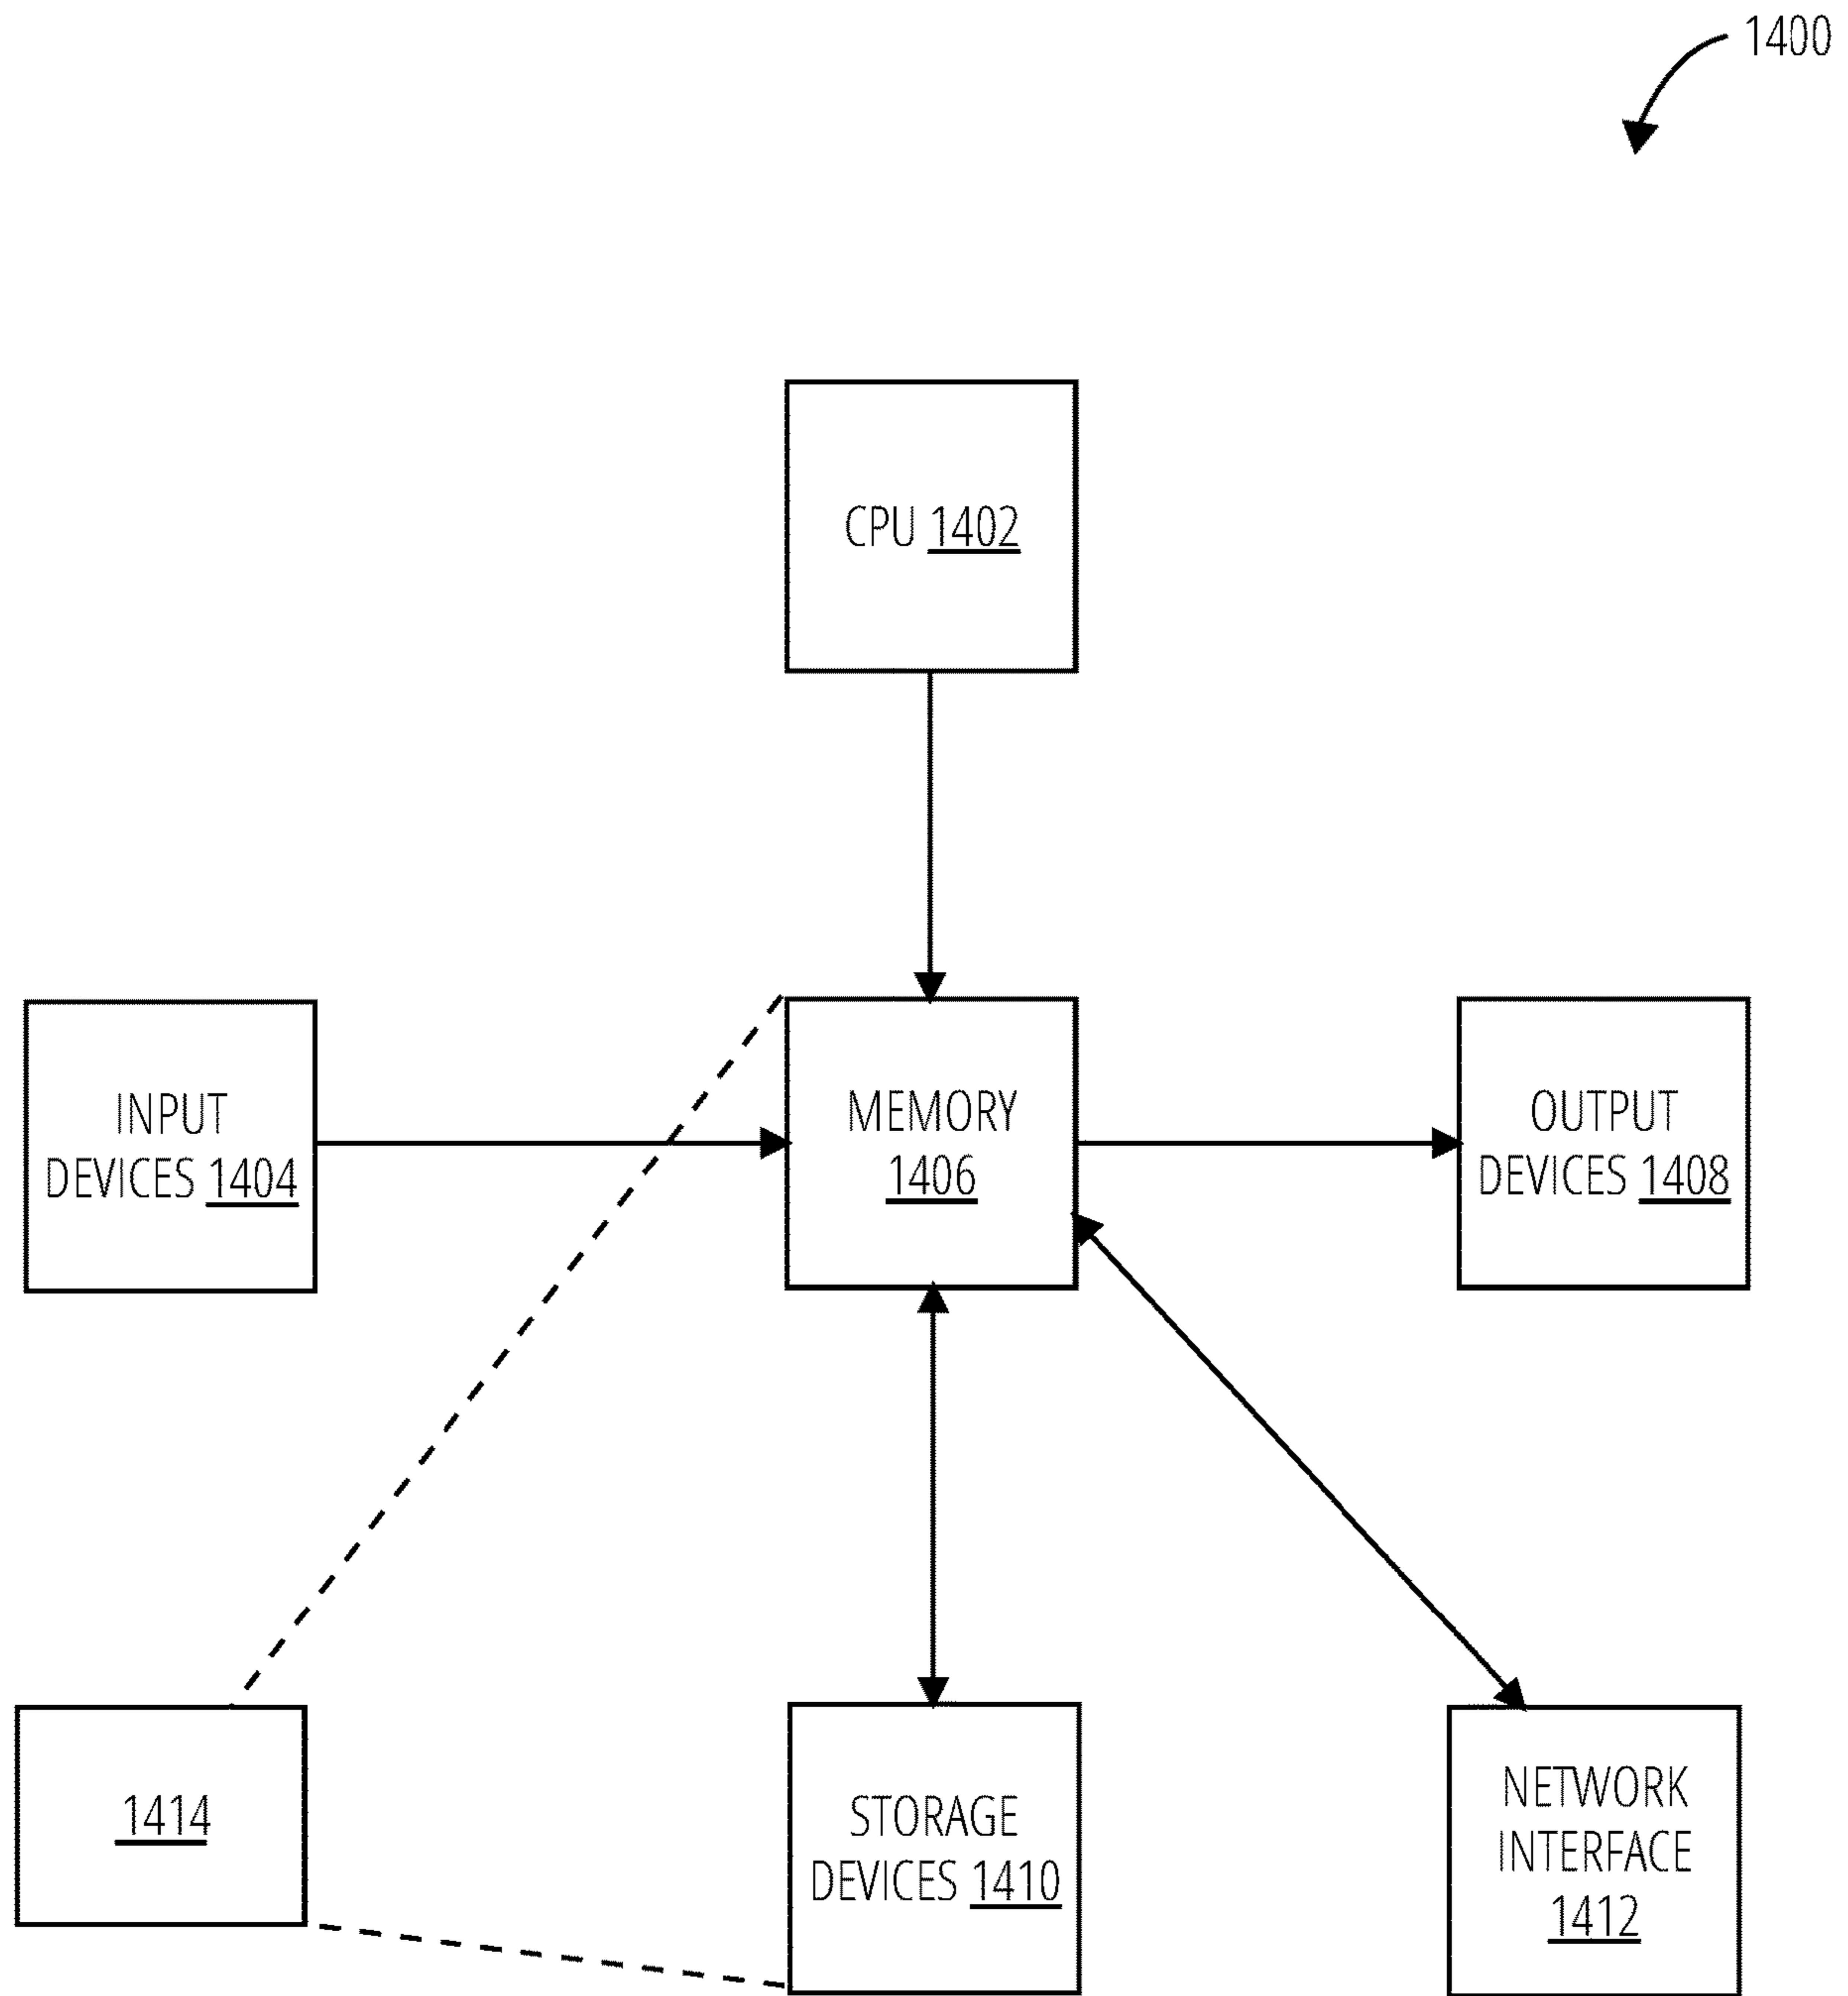 1400
CPU 1402
INPUT
DEVICES 1404
MEMORY
1406
OUTPUT
DEVICES 1408
1414
STORAGE
DEVICES 1410
NETWORK
INTERFACE
1412